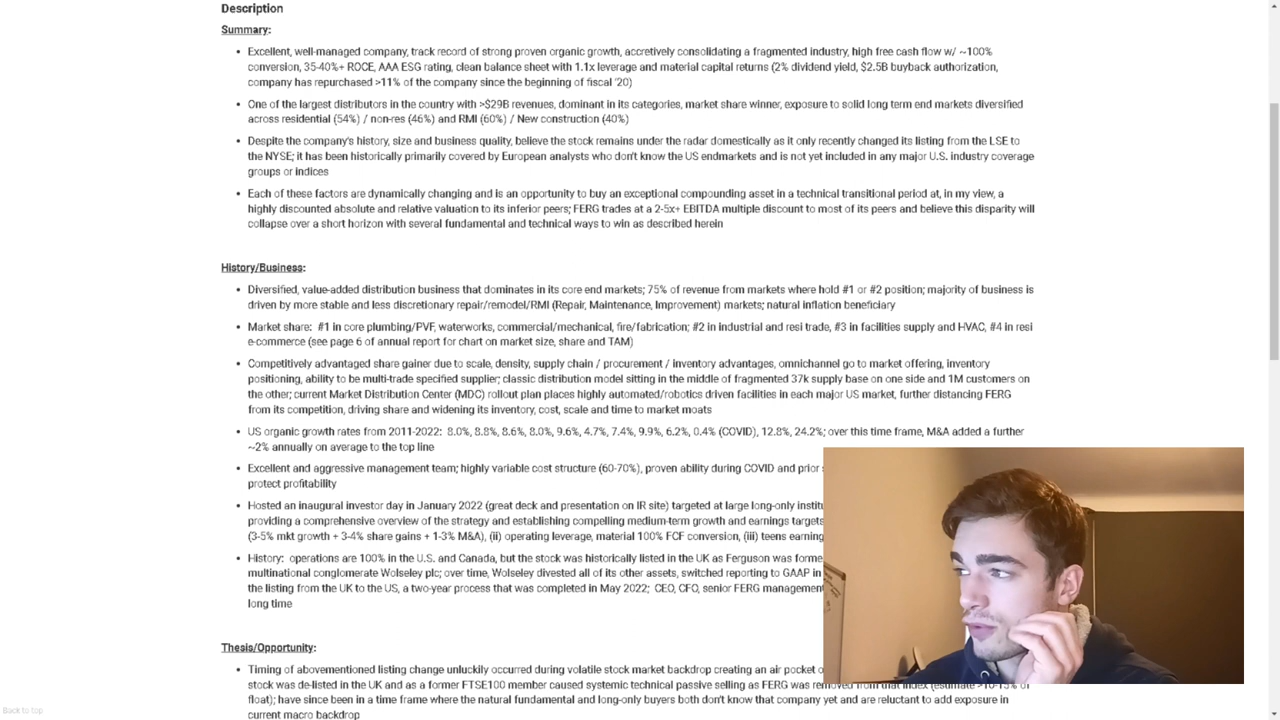 Description
Summary:
• Excellent, well-managed company, track record of strong proven organic growth, accretively consolidating a fragmented industry, high free cash flow w/ ~100%
conversion, 35-40%+ ROCE, AAA ESG rating, clean balance sheet with 1.1x leverage and material capital returns (2% dividend yield, $2.5B buyback authorization,
company has repurchased >11% of the company since the beginning of fiscal '20)
• One of the largest distributors in the country with >$29B revenues, dominant in its categories, market share winner, exposure to solid long term end markets diversified
across residential (54%) / non-res (46%) and RMI (60%) / New construction (40%)
• Despite the company's history, size and business quality, believe the stock remains under the radar domestically as it only recently changed its listing from the LSE to
the NYSE; it has been historically primarily covered by European analysts who don't know the US endmarkets and is not yet included in any major U.S. industry coverage
groups or indices
• Each of these factors are dynamically changing and is an opportunity to buy an exceptional compounding asset in a technical transitional period at, in my view, a
highly discounted absolute and relative valuation to its inferior peers; FERG trades at a 2-5x+ EBITDA multiple discount to most of its peers and believe this disparity will
collapse over a short horizon with several fundamental and technical ways to win as described herein
History/Business:
• Diversified, value-added distribution business that dominates in its core end markets; 75% of revenue from markets where hold #1 or #2 position; majority of business is
driven by more stable and less discretionary repair/remodel/RMI (Repair, Maintenance, Improvement) markets; natural inflation beneficiary
• Market share: #1 in core plumbing/PVF, waterworks, commercial/mechanical, fire/fabrication; #2 in industrial and resi trade, #3 in facilities supply and HVAC, #4 in resi
e-commerce (see page 6 of annual report for chart on market size, share and TAM)
• Competitively advantaged share gainer due to scale, density, supply chain / procurement / inventory advantages, omnichannel go to market offering, inventory
positioning, ability to be multi-trade specified supplier; classic distribution model sitting in the middle of fragmented 37k supply base on one side and 1M customers on
the other; current Market Distribution Center (MDC) rollout plan places highly automated/robotics driven facilities in each major US market, further distancing FERG
from its competition, driving share and widening its inventory, cost, scale and time to market moats
• US organic growth rates from 2011-2022: 8.0%, 8.8%, 8.6%, 8.0%, 9.6%, 4.7%, 7.4%, 9.9%, 6.2%, 0.4% (COVID), 12.8%, 24.2%; over this time frame, M&A added a further
~2% annually on average to the top line
• Excellent and aggressive management team; highly variable cost structure (60-70%), proven ability during COVID and prior
protect profitability
• Hosted an inaugural investor day in January 2022 (great deck and presentation on IR site) targeted at large long-only
providing a comprehensive overview of the strategy and establishing compelling medium-term growth and earnings targets
(3-5% mkt growth + 3-4% share gains + 1-3% M&A), (ii) operating leverage, material 100% FCF conversion, (iii) teens earning
• History: operations are 100% in the U.S. and Canada, but the stock was historically listed in the UK as Ferguson was
multinational conglomerate Wolseley plc; over time, Wolseley divested all of its other assets, switched reporting to GAAP in
the listing from the UK to the US, a two-year process that was completed in May 2022; CEO, CFO, senior FERG management
long time
Thesis/Opportunity:
• Timing of abovementioned listing change unluckily occurred during volatile stock market backdrop creating an air pocket
stock was de-listed in the UK and as a former FTSE100 member caused systemic technical passive selling as FERG was removed from that index (estimate >10-15% of
float); have since been in a time frame where the natural fundamental and long-only buyers both don't know that company yet and are reluctant to add exposure in
current macro backdrop
Back to top